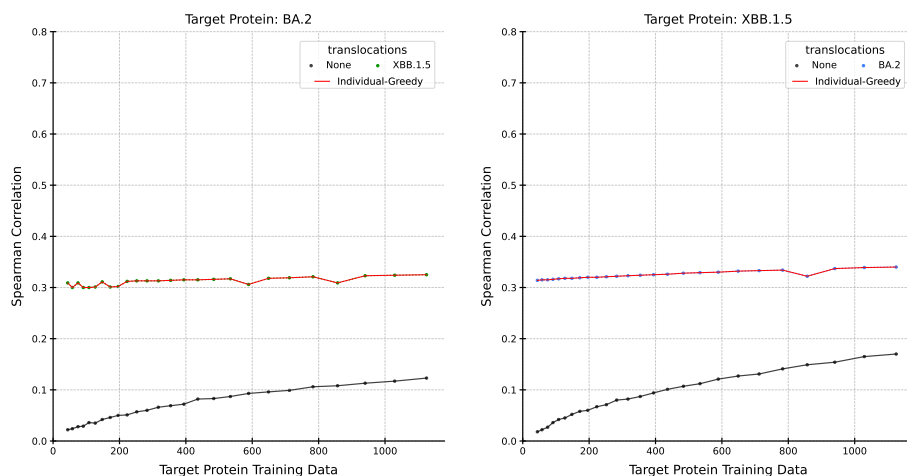 Target Protein: BA.2
0.8
0.7
0.6
0.5
0.4
0.3
0.2
0.1
0.0
Spearman Correlation
translocations
None XBB.1.5
Individual-Greedy
0 200 400 600 800 1000
Target Protein Training Data
Target Protein: XBB.1.5
0.8
0.7
0.6
0.5
0.4
0.3
0.2
0.1
0.0
Spearman Correlation
translocations
None BA.2
Individual-Greedy
0 200 400 600 800 1000
Target Protein Training Data